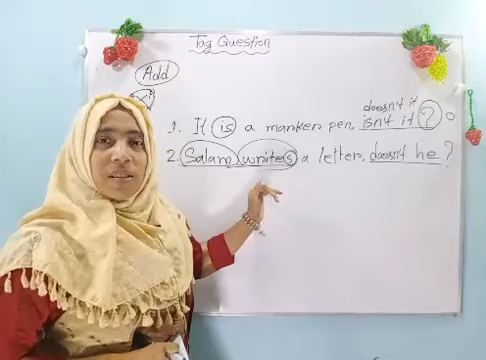 Tag Question
Add
doesn't it
1. It is a marker pen, isn't it ?
2. Salam writes a letter, doesn't he ?